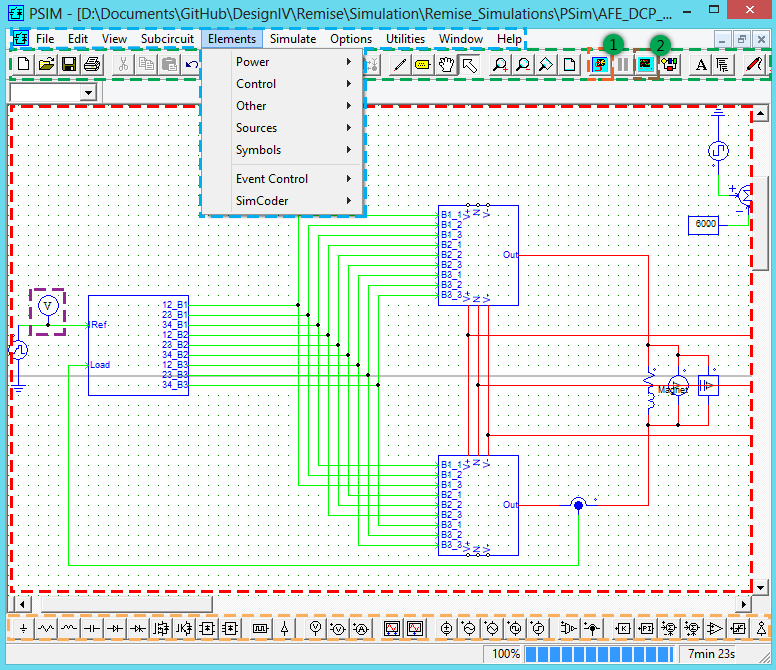 PSIM - [D:\Documents\GitHub\DesignIV\Remise\Simulation\Remise_Simulations\PSim\AFE_DCP_...
File Edit View Subcircuit Elements Simulate Options Utilities Window Help
1
2
A
Power
Control
Other
Sources
Symbols
Event Control
SimCoder
6000
B1_1
B1_2
B1_3
B2_1
B2_2
B2_3
B3_1
B3_2
B3_3
V+
N
V-
Out
V+
N
V-
V
Ref
Load
12_B1
23_B1
34_B1
12_B2
23_B2
34_B2
12_B3
23_B3
34_B3
Magnet
B1_1
B1_2
B1_3
B2_1
B2_2
B2_3
B3_1
B3_2
B3_3
V+
N
V-
Out
V+
N
V-
V V A
K PI
100% 7min 23s